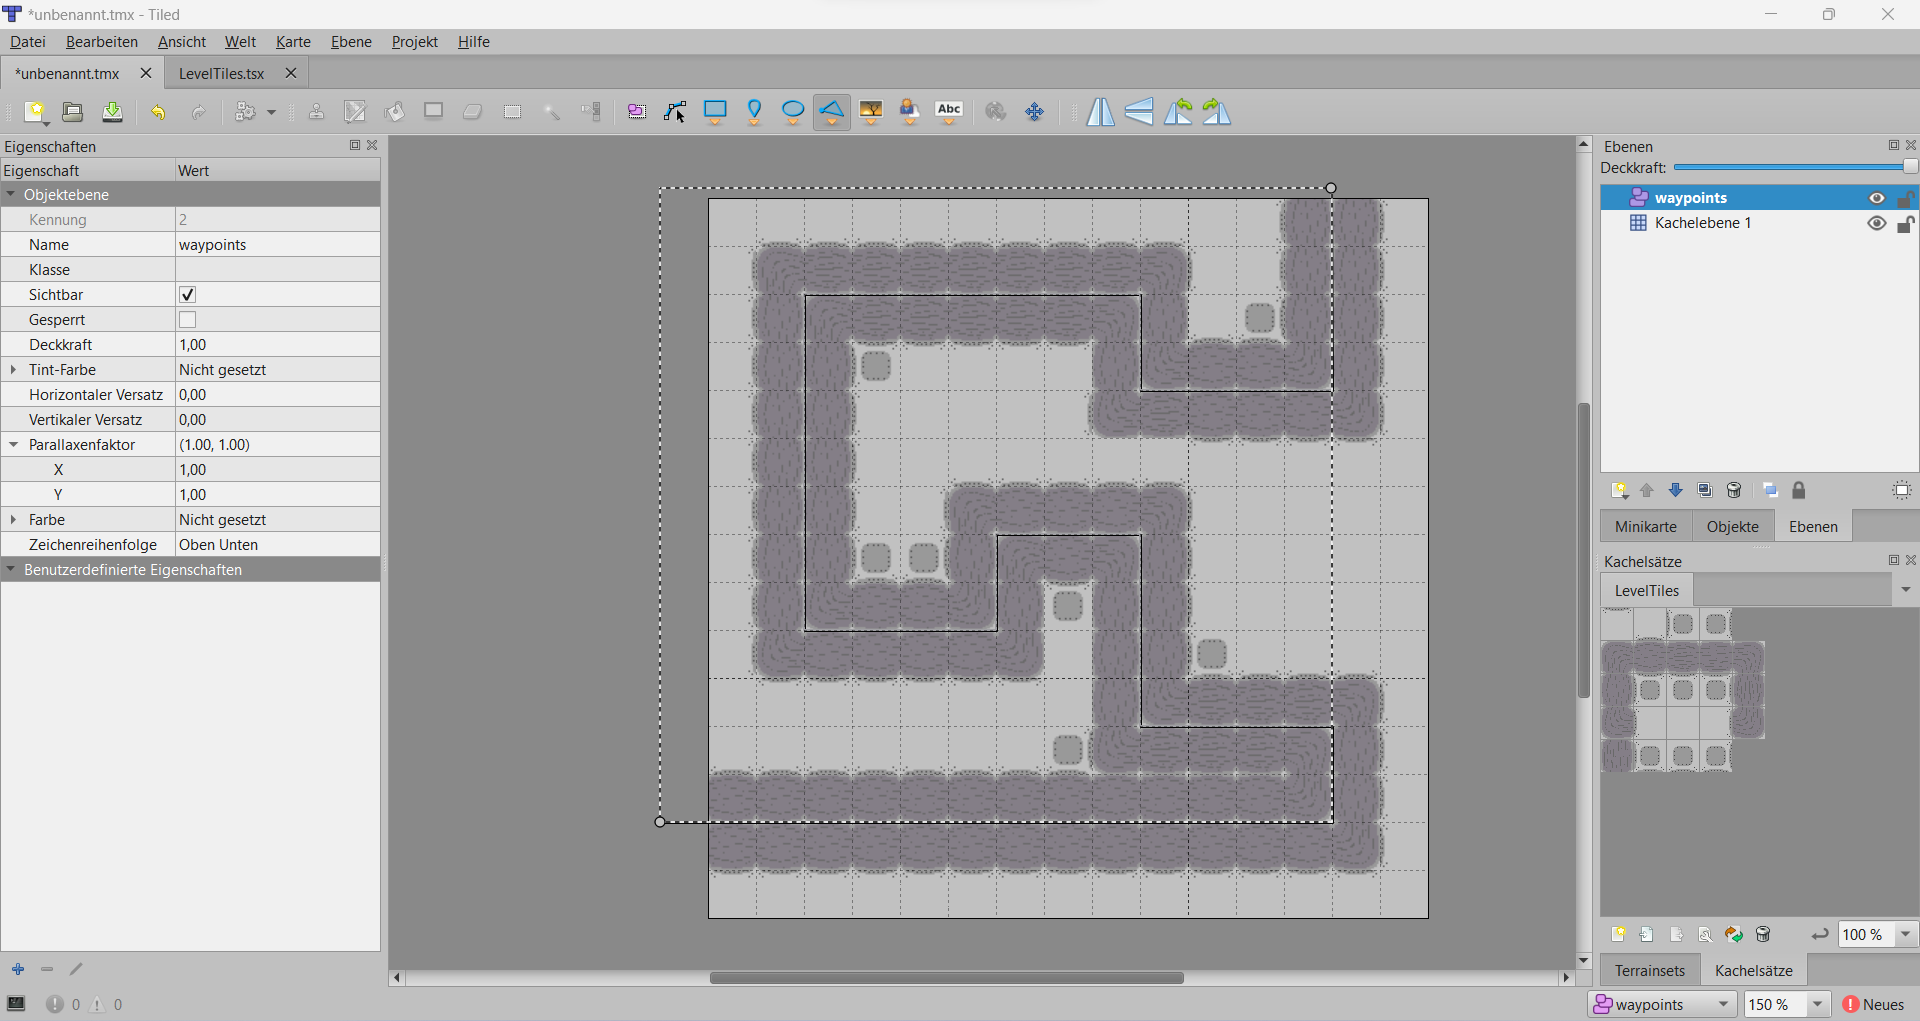 *unbenannt.tmx - Tiled
Datei Bearbeiten Ansicht Welt Karte Ebene Projekt Hilfe
*unbenannt.tmx LevelTiles.tsx
Abc
Eigenschaften
Eigenschaft Wert
Objektebene
Kennung 2
Name waypoints
Klasse
Sichtbar
Gesperrt
Deckkraft 1,00
Tint-Farbe Nicht gesetzt
Horizontaler Versatz 0,00
Vertikaler Versatz 0,00
Parallaxenfaktor (1.00, 1.00)
X 1,00
Y 1,00
Farbe Nicht gesetzt
Zeichenreihenfolge Oben Unten
Benutzerdefinierte Eigenschaften
Ebenen
Deckkraft:
waypoints
Kachelebene 1
Minikarte Objekte Ebenen
Kachelsätze
LevelTiles
100 %
Terrainsets Kachelsätze
0 0
waypoints 150 % Neues